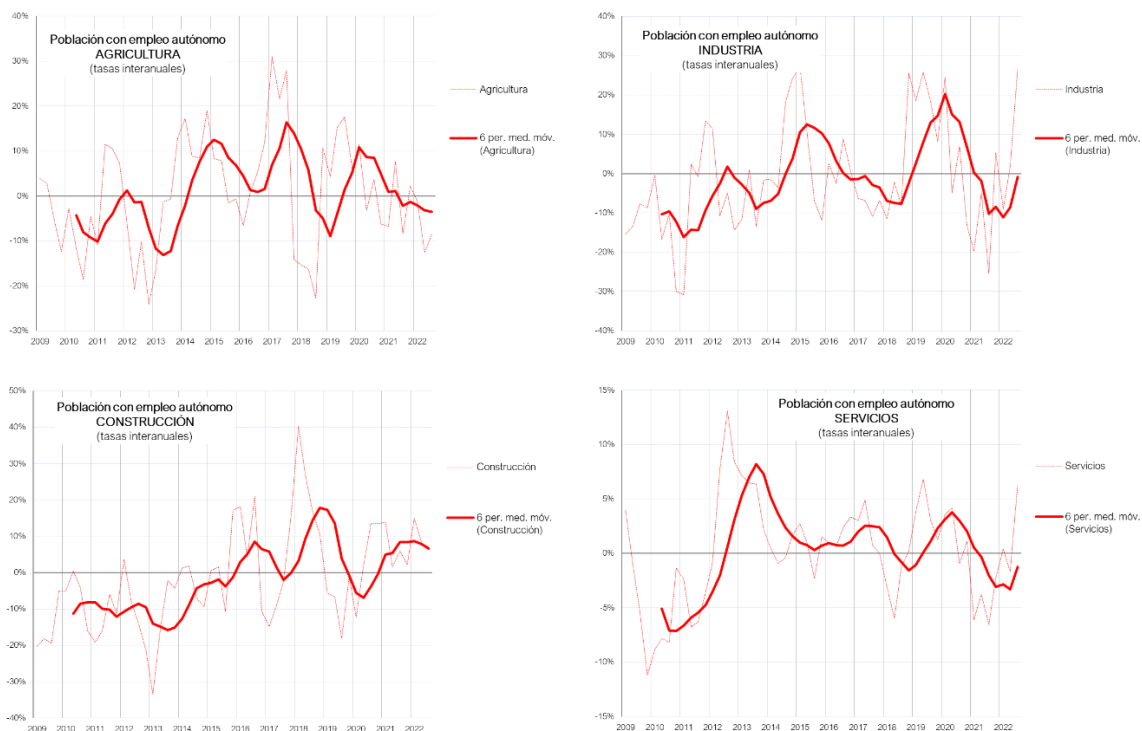 Población con empleo autónomo
AGRICULTURA
(tasas interanuales)
40%
30%
20%
10%
0%
-10%
-20%
-30%
2009 2010 2011 2012 2013 2014 2015 2016 2017 2018 2019 2020 2021 2022
Agricultura
6 per. med. móv.
(Agricultura)
Población con empleo autónomo
INDUSTRIA
(tasas interanuales)
40%
30%
20%
10%
0%
-10%
-20%
-30%
-40%
2009 2010 2011 2012 2013 2014 2015 2016 2017 2018 2019 2020 2021 2022
Industria
6 per. med. móv.
(Industria)
Población con empleo autónomo
CONSTRUCCIÓN
(tasas interanuales)
50%
40%
30%
20%
10%
0%
-10%
-20%
-30%
-40%
2009 2010 2011 2012 2013 2014 2015 2016 2017 2018 2019 2020 2021 2022
Construcción
6 per. med. móv.
(Construcción)
Población con empleo autónomo
SERVICIOS
(tasas interanuales)
15%
10%
5%
0%
-5%
-10%
-15%
2009 2010 2011 2012 2013 2014 2015 2016 2017 2018 2019 2020 2021 2022
Servicios
6 per. med. móv.
(Servicios)